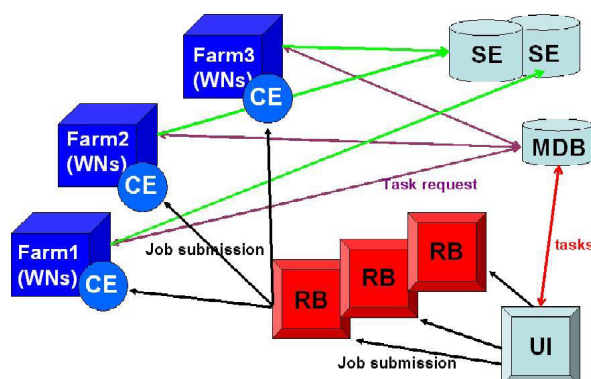 Farm3
(WNs)
CE
SE
SE
Farm2
(WNs)
CE
MDB
Task request
Farm1
(WNs)
CE
Job submission
tasks
RB
RB
RB
UI
Job submission